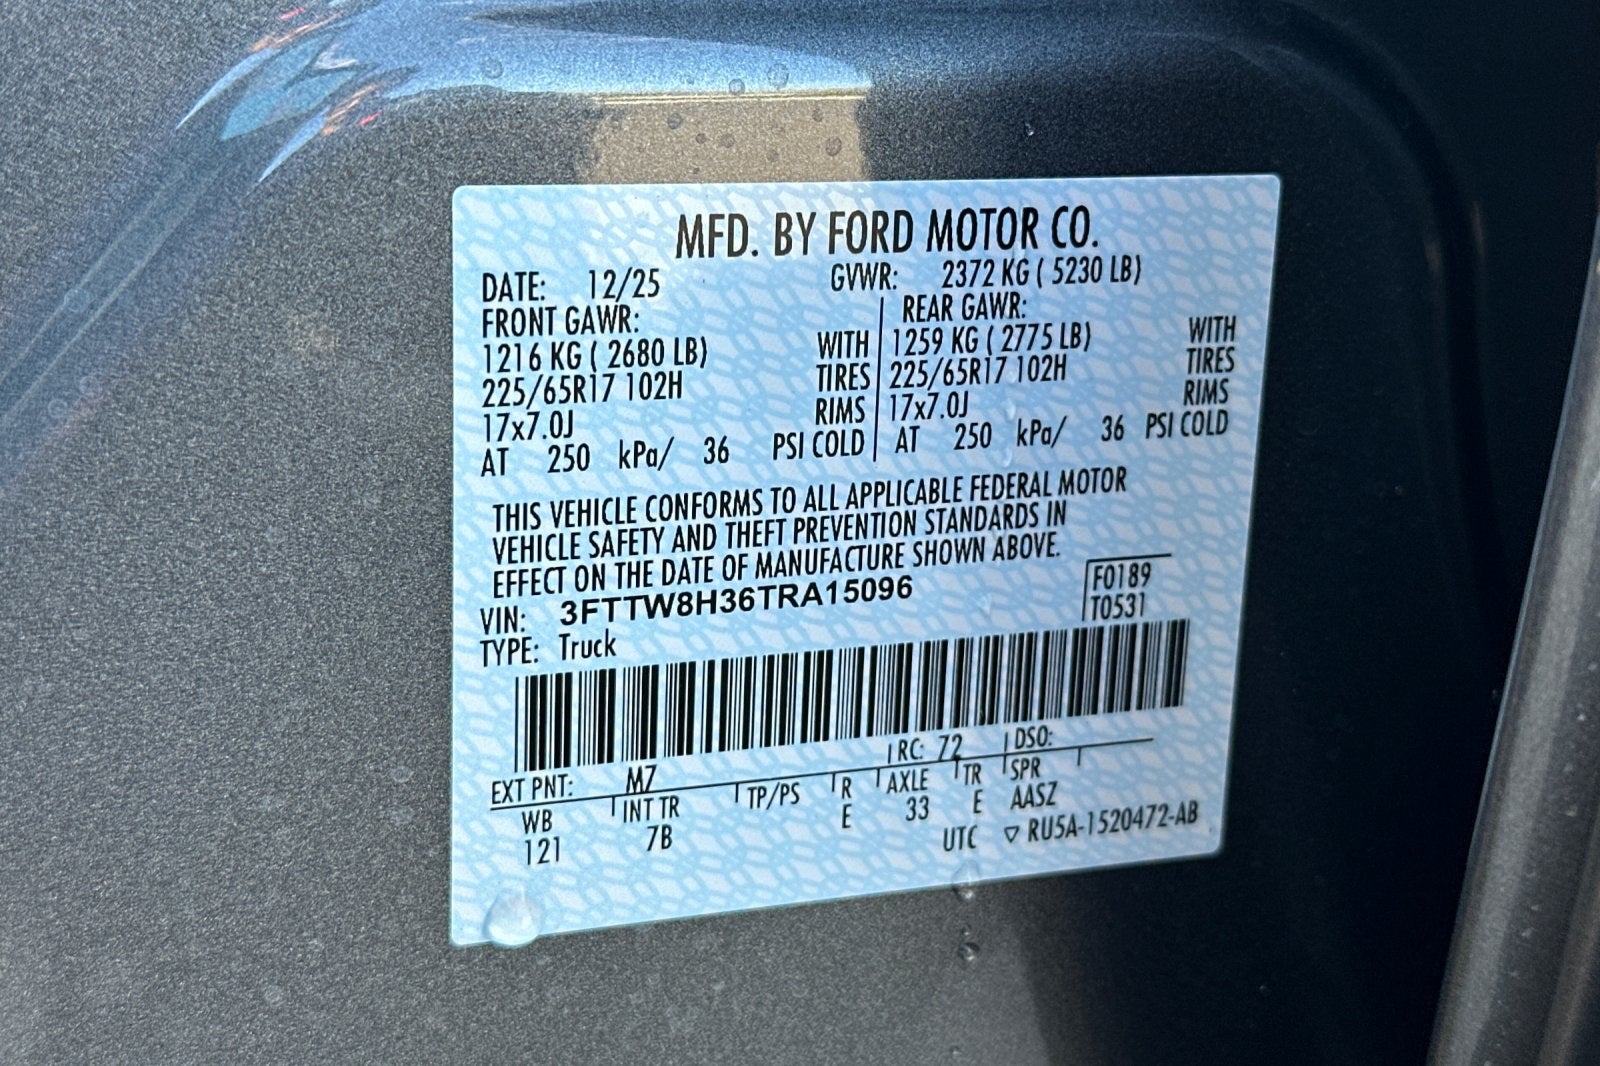 MFD. BY FORD MOTOR CO.
DATE: 12/25 GVWR: 2372 KG ( 5230 LB)
FRONT GAWR: REAR GAWR:
1216 KG ( 2680 LB) WITH 1259 KG ( 2775 LB) WITH
225/65R17 102H TIRES 225/65R17 102H TIRES
17x7.0J RIMS 17x7.0J RIMS
AT 250 kPa/ 36 PSI COLD AT 250 kPa/ 36 PSI COLD
THIS VEHICLE CONFORMS TO ALL APPLICABLE FEDERAL MOTOR
VEHICLE SAFETY AND THEFT PREVENTION STANDARDS IN
EFFECT ON THE DATE OF MANUFACTURE SHOWN ABOVE.
VIN: 3FTTW8H36TRA15096 F0189
TYPE: Truck T0531
EXT PNT: M7 RC: 72 DSO:
WB INT TR TP/PS R AXLE TR SPR
121 7B E 33 E AASZ
UTC ▽ RU5A-1520472-AB